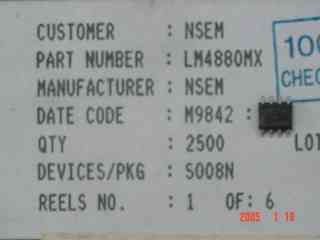 CUSTOMER : NSEM
PART NUMBER : LM4880MX
MANUFACTURER : NSEM
DATE CODE : M9842 :
QTY : 2500 LOT
DEVICES/PKG : SO08N
REELS NO. : 1 OF: 6
100
CHEC
2005 1 18